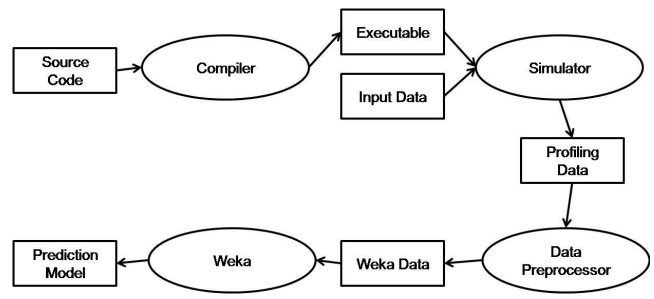 Source
Code
Compiler
Executable
Input Data
Simulator
Profiling
Data
Data
Preprocessor
Weka Data
Weka
Prediction
Model